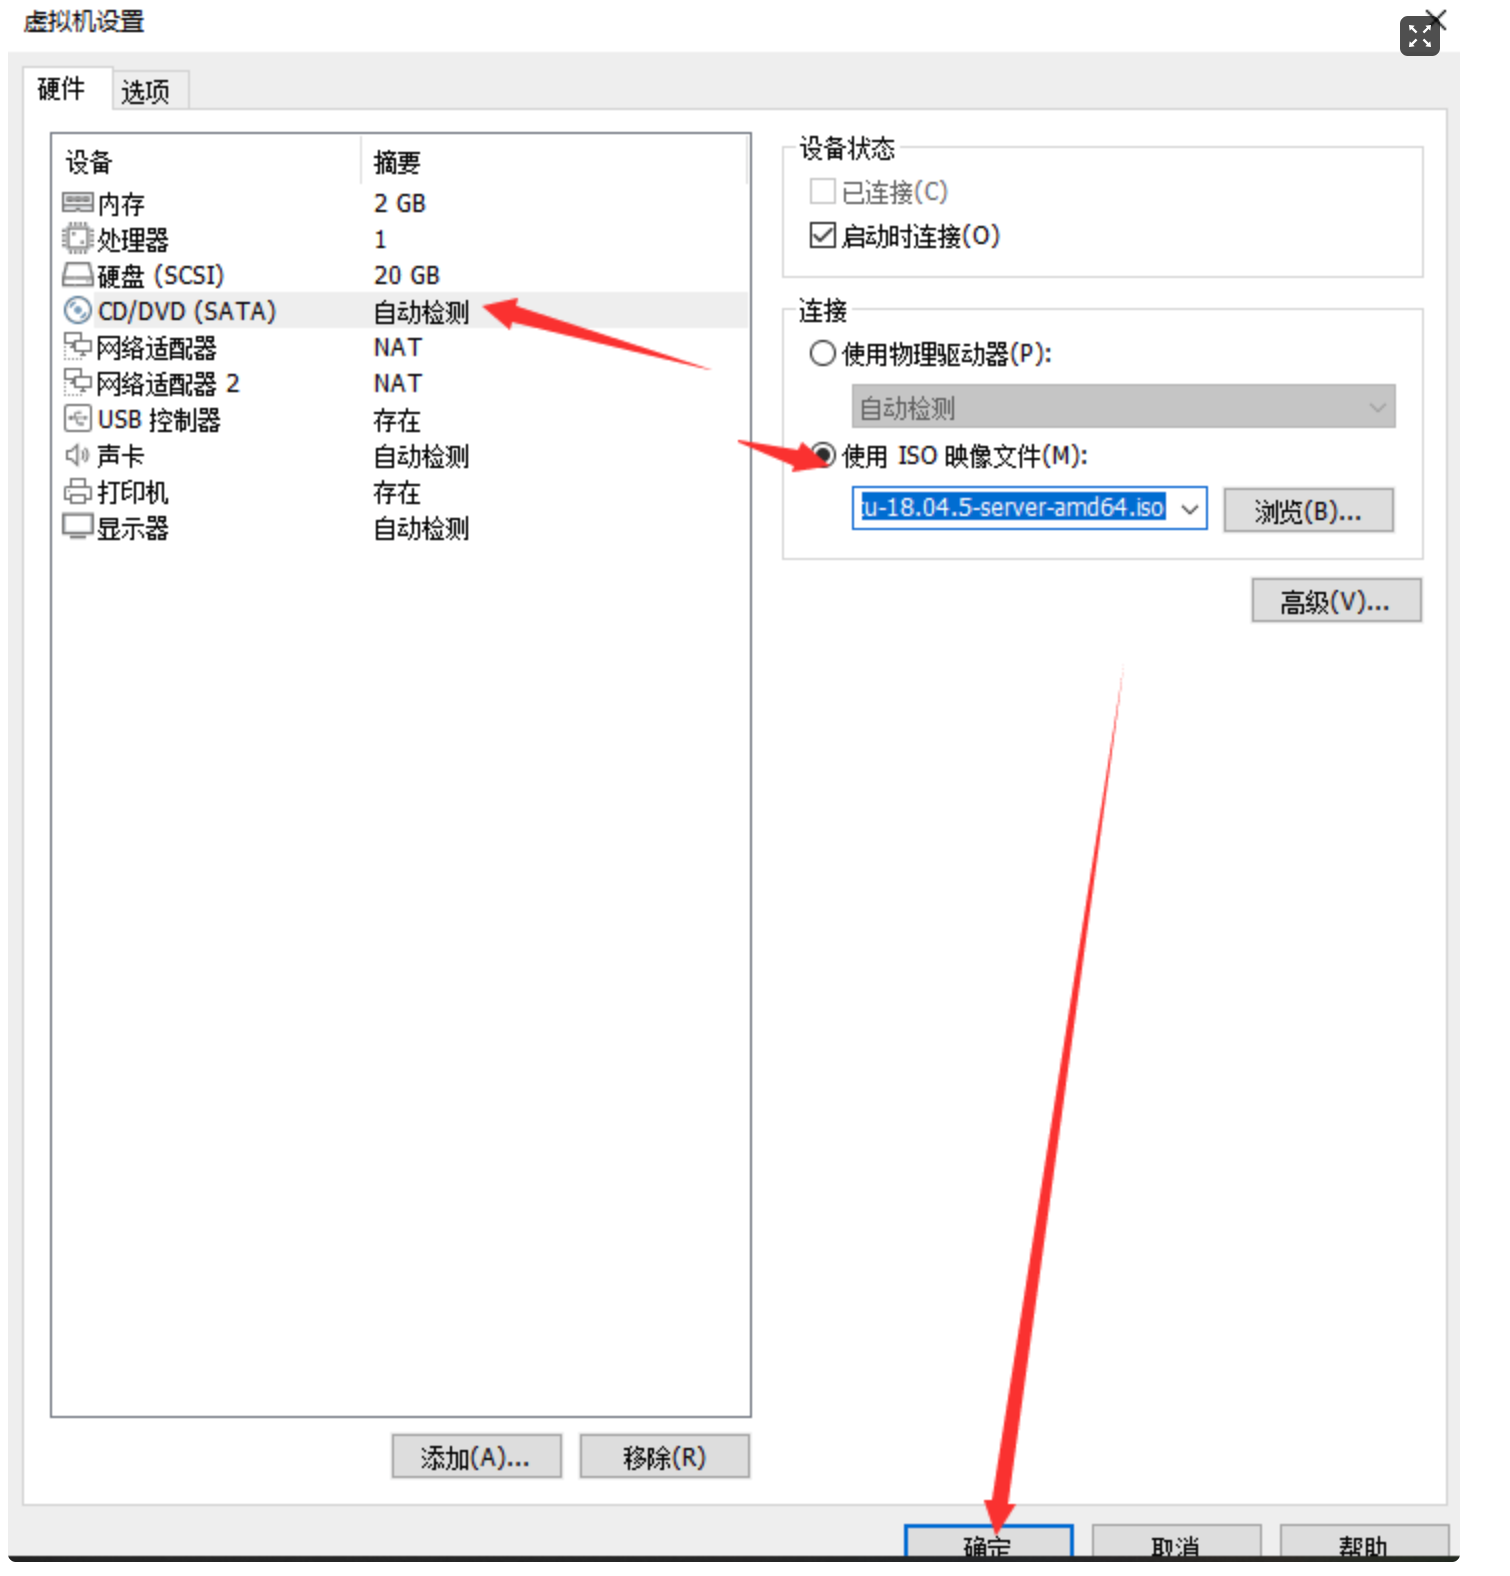 虚拟机设置
硬件 选项
设备 摘要
内存 2 GB
处理器 1
硬盘 (SCSI) 20 GB
CD/DVD (SATA) 自动检测
网络适配器 NAT
网络适配器 2 NAT
USB 控制器 存在
声卡 自动检测
打印机 存在
显示器 自动检测
添加(A)... 移除(R)
设备状态
已连接(C)
启动时连接(O)
连接
使用物理驱动器(P):
自动检测
使用 ISO 映像文件(M):
tu-18.04.5-server-amd64.iso 浏览(B)...
高级(V)...
确定 取消 帮助